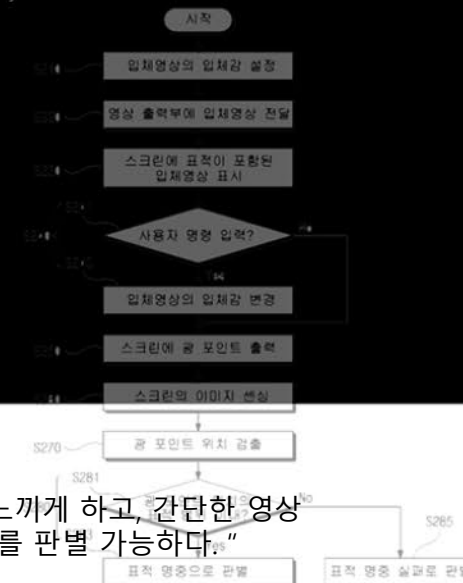 시작
입체영상의 입체감 설정
영상 출력부에 입체영상 전달
스크린에 표적이 포함된
입체영상 표시
사용자 명령 입력?
입체영상의 입체감 변경
스크린에 광 포인트 출력
스크린의 이미지 센싱
S270
광 포인트 위치 검출
S281
No
느끼게 하고, 간단한 영상
를 판별 가능하다."
Yes
S285
표적 명중으로 판별
표적 명중 실패로 판별